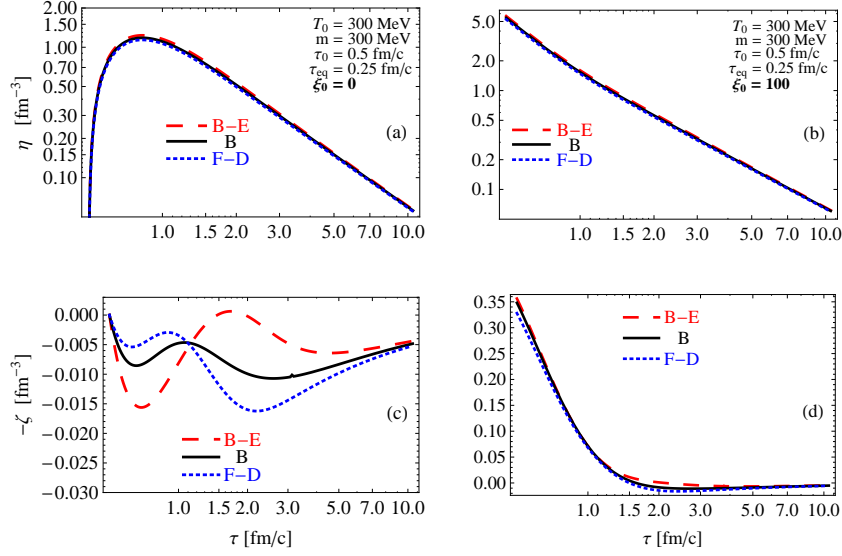 2.00
1.50
1.00
0.70
0.50
0.30
0.20
0.15
0.10
η [fm⁻³]
T₀ = 300 MeV
m = 300 MeV
τ₀ = 0.5 fm/c
τeq = 0.25 fm/c
ξ₀ = 0
B−E
B
F−D
(a)
1.0 1.5 2.0 3.0 5.0 7.0 10.0
5.0
2.0
1.0
0.5
0.2
0.1
T₀ = 300 MeV
m = 300 MeV
τ₀ = 0.5 fm/c
τeq = 0.25 fm/c
ξ₀ = 100
B−E
B
F−D
(b)
1.0 1.5 2.0 3.0 5.0 7.0 10.0
0.000
−0.005
−0.010
−0.015
−0.020
−0.025
−0.030
−ζ [fm⁻³]
B−E
B
F−D
(c)
1.0 1.5 2.0 3.0 5.0 7.0 10.0
τ [fm/c]
0.35
0.30
0.25
0.20
0.15
0.10
0.05
0.00
B−E
B
F−D
(d)
1.0 1.5 2.0 3.0 5.0 7.0 10.0
τ [fm/c]